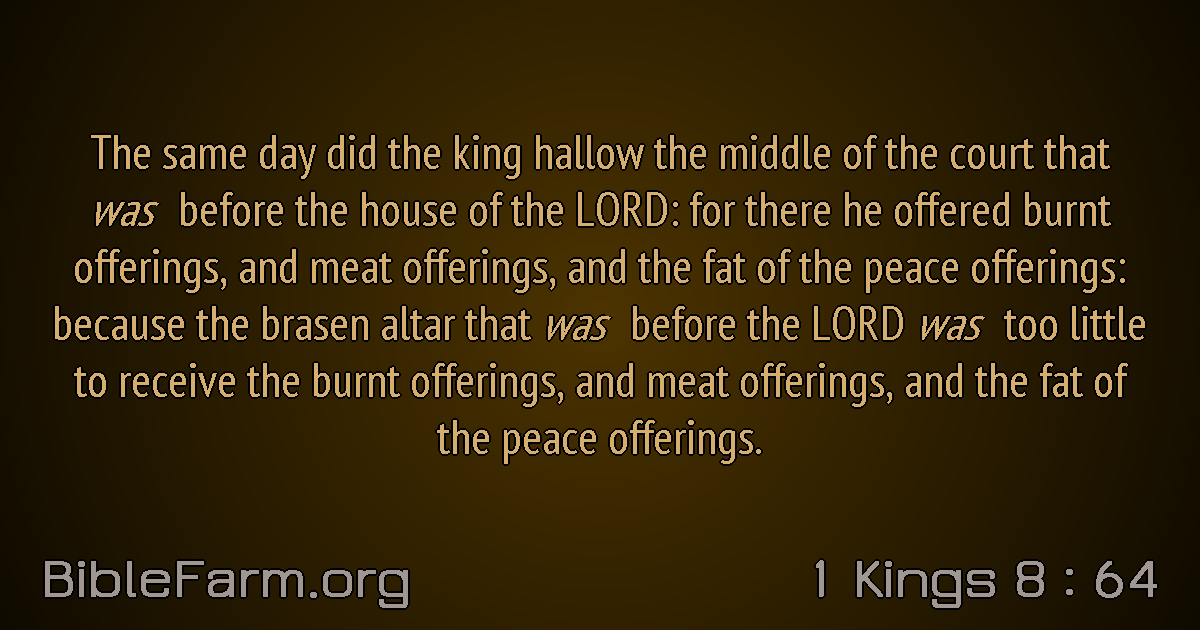 The same day did the king hallow the middle of the court that
was before the house of the LORD: for there he offered burnt
offerings, and meat offerings, and the fat of the peace offerings:
because the brasen altar that was before the LORD was too little
to receive the burnt offerings, and meat offerings, and the fat of
the peace offerings.
BibleFarm.org
1 Kings 8 : 64